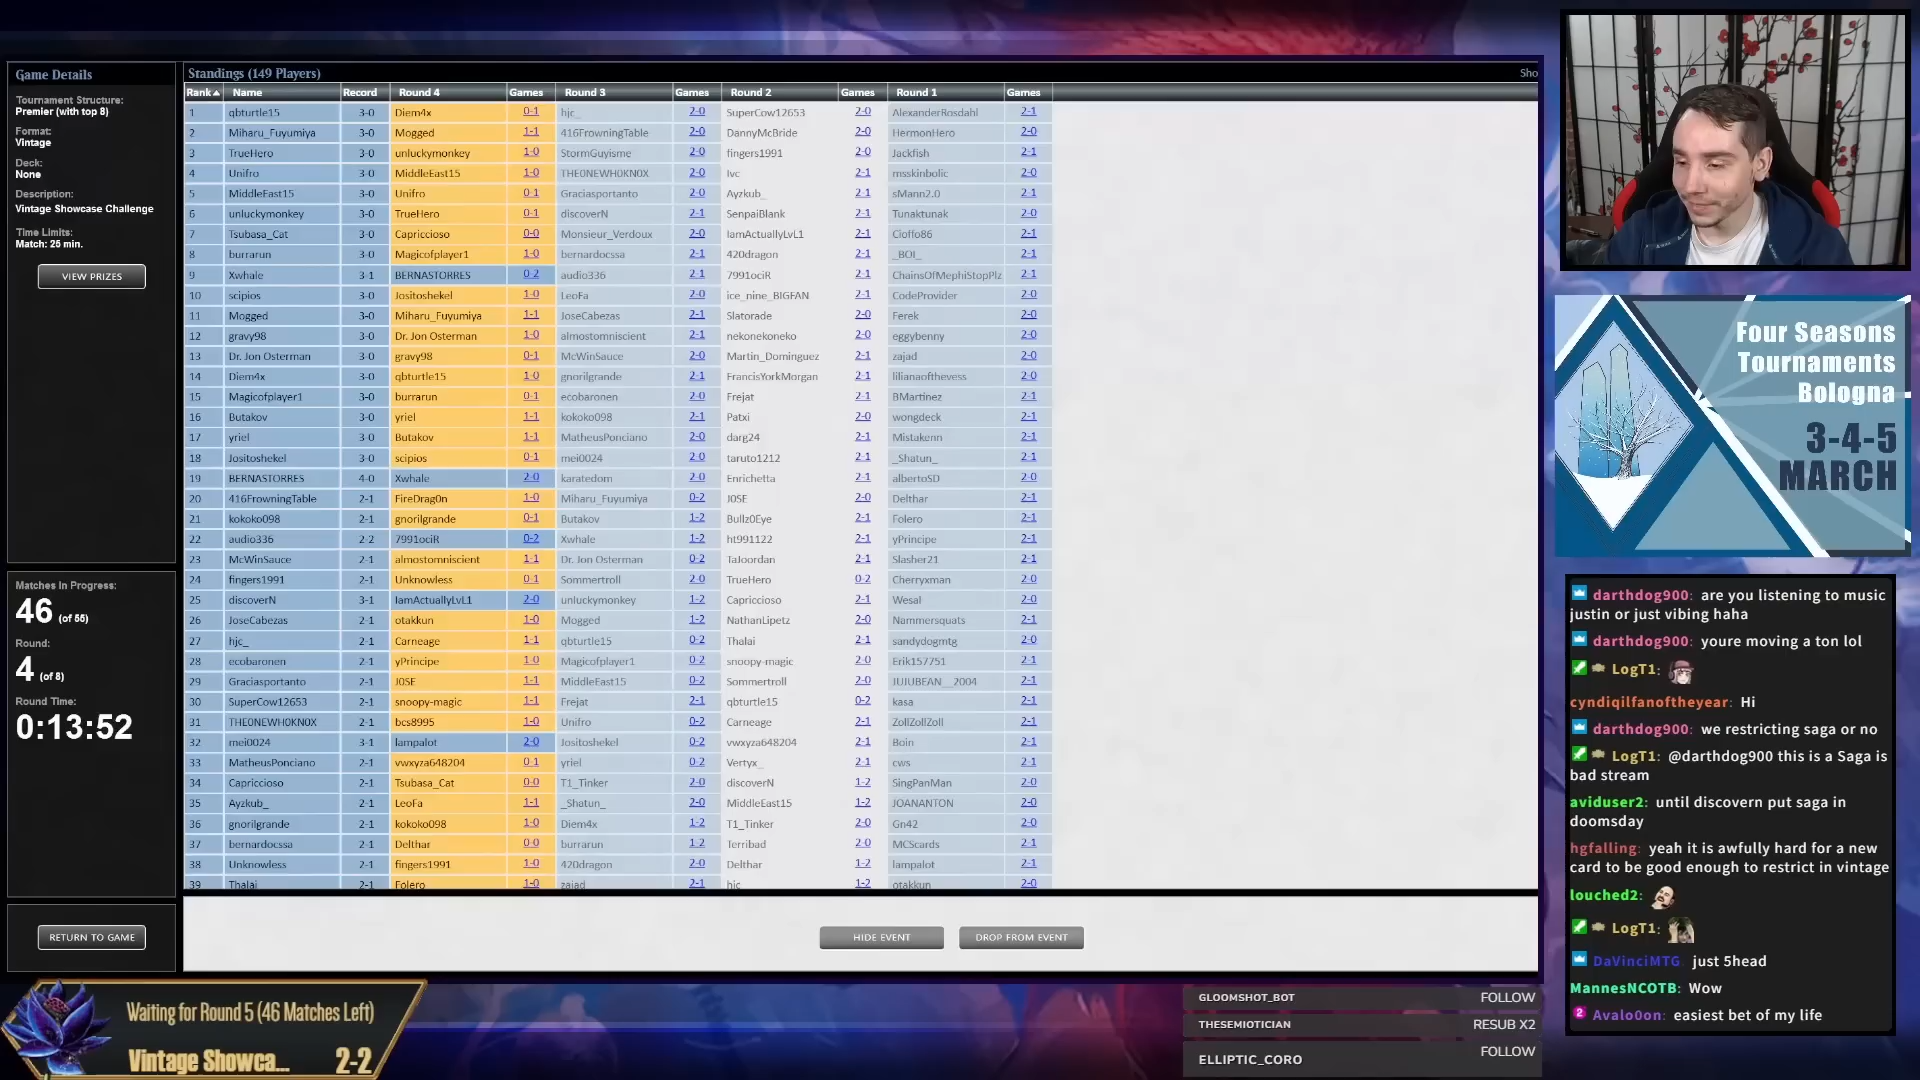 Game Details
Tournament Structure:
Premier (with top 8)
Format:
Vintage
Deck:
None
Description:
Vintage Showcase Challenge
Time Limits:
Match: 25 min.
VIEW PRIZES
Matches In Progress:
46 (of 55)
Round:
4 (of 8)
Round Time:
0:13:52
RETURN TO GAME
Standings (149 Players)
Sho
Rank Name Record Round 4 Games Round 3 Games Round 2 Games Round 1 Games
1 qbturtle15 3-0 Diem4x 0-1 hjc_ 2-0 SuperCow12653 2-0 AlexanderRosdahl 2-1
2 Miharu_Fuyumiya 3-0 Mogged 1-1 416FrowningTable 2-0 DannyMcBride 2-0 HermonHero 2-0
3 TrueHero 3-0 unluckymonkey 1-0 StormGuyisme 2-0 fingers1991 2-0 Jackfish 2-1
4 Unifro 3-0 MiddleEast15 1-0 THE0NEWH0KN0X 2-0 lvc 2-1 msskinbolic 2-0
5 MiddleEast15 3-0 Unifro 0-1 Graciasportanto 2-0 Ayzkub_ 2-1 sMann2.0 2-1
6 unluckymonkey 3-0 TrueHero 0-1 discoverN 2-1 SenpaiBlank 2-1 Tunaktunak 2-0
7 Tsubasa_Cat 3-0 Capriccioso 0-0 Monsieur_Verdoux 2-0 IamActuallyLvL1 2-1 Cioffo86 2-1
8 burrarun 3-0 Magicofplayer1 1-0 bernardocssa 2-1 420dragon 2-1 _BOI_ 2-1
9 Xwhale 3-1 BERNASTORRES 0-2 audio336 2-1 7991ociR 2-1 ChainsOfMephiStopPlz 2-1
10 scipios 3-0 Jositoshekel 1-0 LeoFa 2-0 ice_nine_BIGFAN 2-1 CodeProvider 2-0
11 Mogged 3-0 Miharu_Fuyumiya 1-1 JoseCabezas 2-1 Slatorade 2-0 Ferek 2-0
12 gravy98 3-0 Dr. Jon Osterman 1-0 almostomniscient 2-1 nekonekoneko 2-0 eggybenny 2-0
13 Dr. Jon Osterman 3-0 gravy98 0-1 McWinSauce 2-0 Martin_Dominguez 2-1 zajad 2-0
14 Diem4x 3-0 qbturtle15 1-0 gnorilgrande 2-1 FrancisYorkMorgan 2-1 lilianaofthevess 2-0
15 Magicofplayer1 3-0 burrarun 0-1 ecobaronen 2-0 Frejat 2-1 BMartinez 2-1
16 Butakov 3-0 yriel 1-1 kokoko098 2-1 Patxi 2-0 wongdeck 2-1
17 yriel 3-0 Butakov 1-1 MatheusPonciano 2-0 darg24 2-1 Mistakenn 2-1
18 Jositoshekel 3-0 scipios 0-1 mei0024 2-0 taruto1212 2-1 _Shatun_ 2-1
19 BERNASTORRES 4-0 Xwhale 2-0 karatedom 2-0 Enrichetta 2-1 albertoSD 2-0
20 416FrowningTable 2-1 FireDrag0n 1-0 Miharu_Fuyumiya 0-2 J0SE 2-0 Delthar 2-1
21 kokoko098 2-1 gnorilgrande 0-1 Butakov 1-2 Bullz0Eye 2-1 Folero 2-1
22 audio336 2-2 7991ociR 0-2 Xwhale 1-2 ht991122 2-1 yPrincipe 2-1
23 McWinSauce 2-1 almostomniscient 1-1 Dr. Jon Osterman 0-2 TaJoordan 2-1 Slasher21 2-1
24 fingers1991 2-1 Unknowless 0-1 Sommertroll 2-0 TrueHero 0-2 Cherryxman 2-0
25 discoverN 3-1 IamActuallyLvL1 2-0 unluckymonkey 1-2 Capriccioso 2-1 Wesal 2-0
26 JoseCabezas 2-1 otakkun 1-0 Mogged 1-2 NathanLipetz 2-0 Nammersquats 2-1
27 hjc_ 2-1 Carneage 1-1 qbturtle15 0-2 Thalai 2-1 sandydogmtg 2-0
28 ecobaronen 2-1 yPrincipe 1-0 Magicofplayer1 0-2 snoopy-magic 2-0 Erik157751 2-1
29 Graciasportanto 2-1 J0SE 1-1 MiddleEast15 0-2 Sommertroll 2-0 JUJUBEAN__2004 2-1
30 SuperCow12653 2-1 snoopy-magic 1-1 Frejat 2-1 qbturtle15 0-2 kasa 2-1
31 THE0NEWH0KN0X 2-1 bcs8995 1-0 Unifro 0-2 Carneage 2-1 ZollZollZoll 2-1
32 mei0024 3-1 lampalot 2-0 Jositoshekel 0-2 vwxyza648204 2-1 Boin 2-1
33 MatheusPonciano 2-1 vwxyza648204 0-1 yriel 0-2 Vertyx_ 2-1 cws 2-1
34 Capriccioso 2-1 Tsubasa_Cat 0-0 T1_Tinker 2-0 discoverN 1-2 SingPanMan 2-0
35 Ayzkub_ 2-1 LeoFa 1-1 _Shatun_ 2-0 MiddleEast15 1-2 JOANANTON 2-0
36 gnorilgrande 2-1 kokoko098 1-0 Diem4x 1-2 T1_Tinker 2-0 Gn42 2-0
37 bernardocssa 2-1 Delthar 0-0 burrarun 1-2 Terribad 2-0 MCScards 2-1
38 Unknowless 2-1 fingers1991 1-0 420dragon 2-0 Delthar 1-2 lampalot 2-1
39 Thalai 2-1 Folero 1-0 zajad 2-1 hjc_ 1-2 otakkun 2-0
HIDE EVENT DROP FROM EVENT
Waiting for Round 5 (46 Matches Left)
Vintage Showca... 2-2
GLOOMSHOT_BOT FOLLOW
THESEMIOTICIAN RESUB X2
ELLIPTIC_CORO FOLLOW
Four Seasons
Tournaments
Bologna
3-4-5
MARCH
darthdog900: are you listening to music
justin or just vibing haha
darthdog900: youre moving a ton lol
LogT1:
cyndiqilfanoftheyear: Hi
darthdog900: we restricting saga or no
LogT1: @darthdog900 this is a Saga is
bad stream
aviduser2: until discovern put saga in
doomsday
hgfalling: yeah it is awfully hard for a new
card to be good enough to restrict in vintage
louched2:
LogT1:
DaVinciMTG: just 5head
MannesNCOTB: Wow
2 Avalo0on: easiest bet of my life